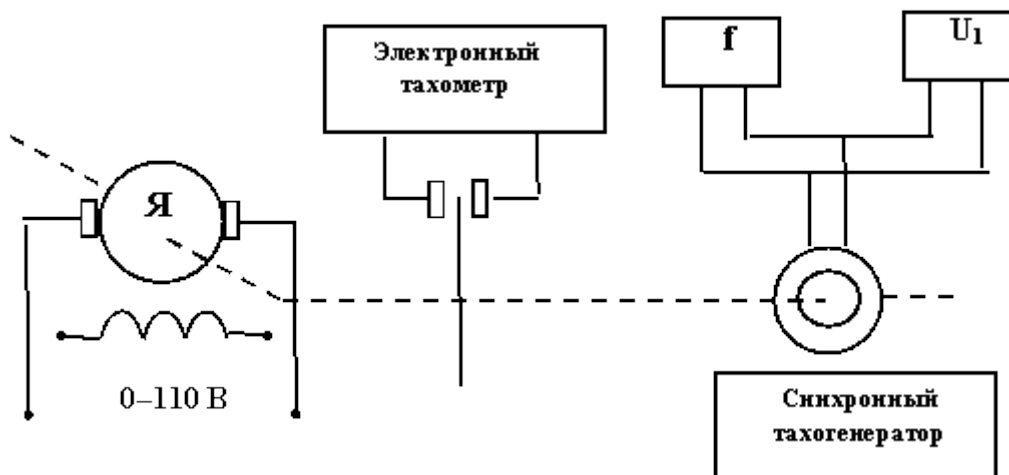 Электронный
тахометр
f
U1
Я
0–110 В
Синхронный
тахогенератор